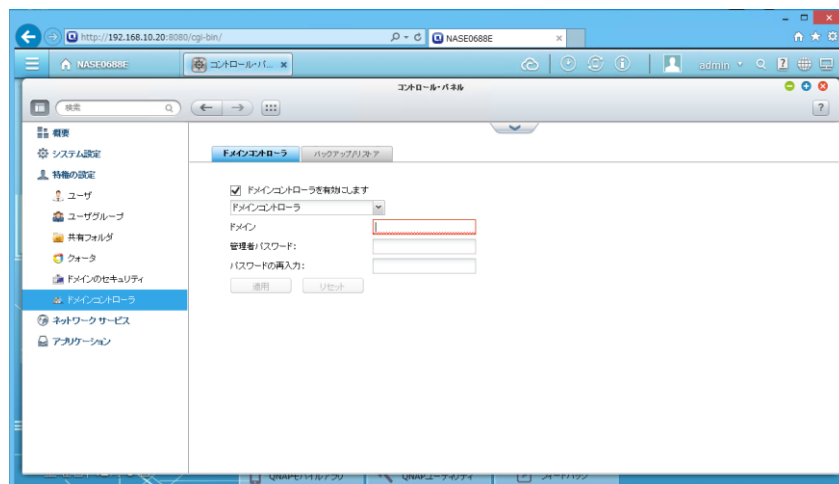 http://192.168.10.20:8080/cgi-bin/
NASE0688E
NASE0688E
コントロール・パ...
admin
コントロール・パネル
検索
概要
システム設定
特権の設定
ユーザ
ユーザグループ
共有フォルダ
クォータ
ドメインのセキュリティ
ドメインコントローラ
ネットワーク サービス
アプリケーション
ドメインコントローラ
バックアップ/リストア
ドメインコントローラを有効にします
ドメインコントローラ
ドメイン
管理者パスワード:
パスワードの再入力:
適用
リセット
QNAPモバイルアプリ
QNAPユーティリティ
フィードバック